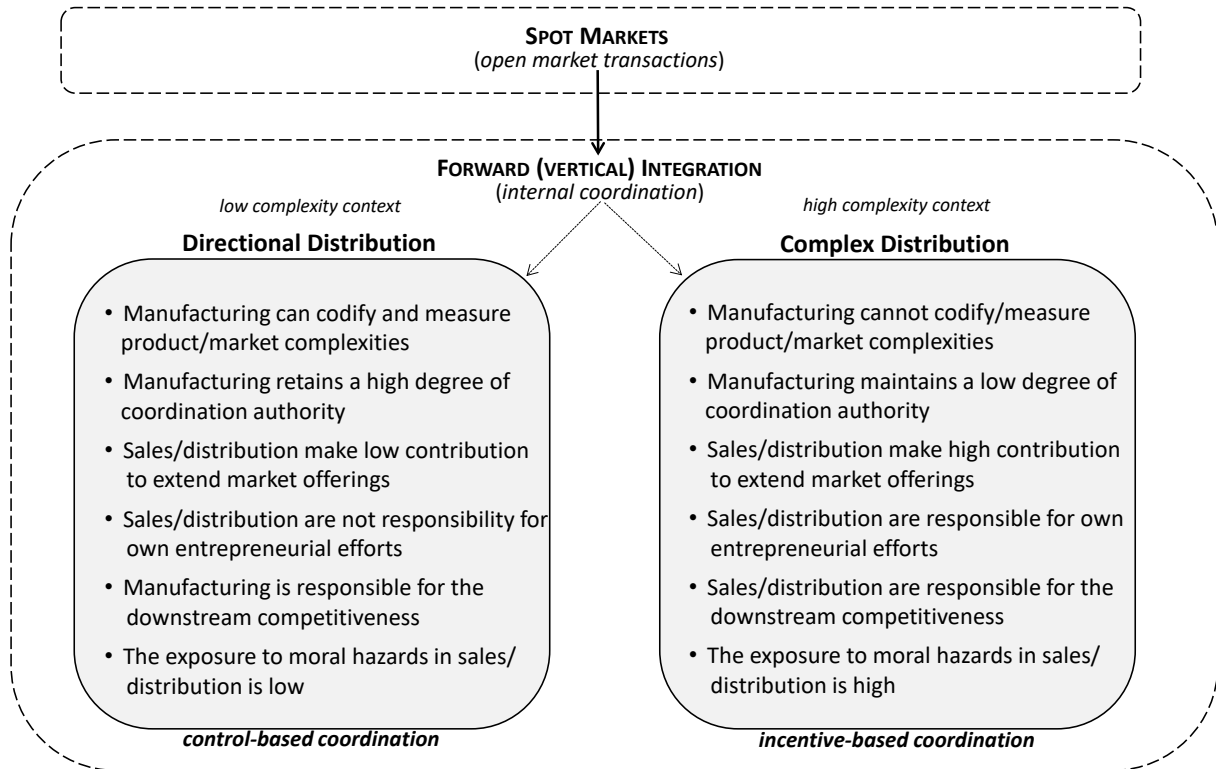 SPOT MARKETS
(open market transactions)
FORWARD (VERTICAL) INTEGRATION
(internal coordination)
low complexity context
Directional Distribution
• Manufacturing can codify and measure
product/market complexities
• Manufacturing retains a high degree of
coordination authority
• Sales/distribution make low contribution
to extend market offerings
• Sales/distribution are not responsibility for
own entrepreneurial efforts
• Manufacturing is responsible for the
downstream competitiveness
• The exposure to moral hazards in sales/
distribution is low
control-based coordination
high complexity context
Complex Distribution
• Manufacturing cannot codify/measure
product/market complexities
• Manufacturing maintains a low degree of
coordination authority
• Sales/distribution make high contribution
to extend market offerings
• Sales/distribution are responsible for own
entrepreneurial efforts
• Sales/distribution are responsible for the
downstream competitiveness
• The exposure to moral hazards in sales/
distribution is high
incentive-based coordination